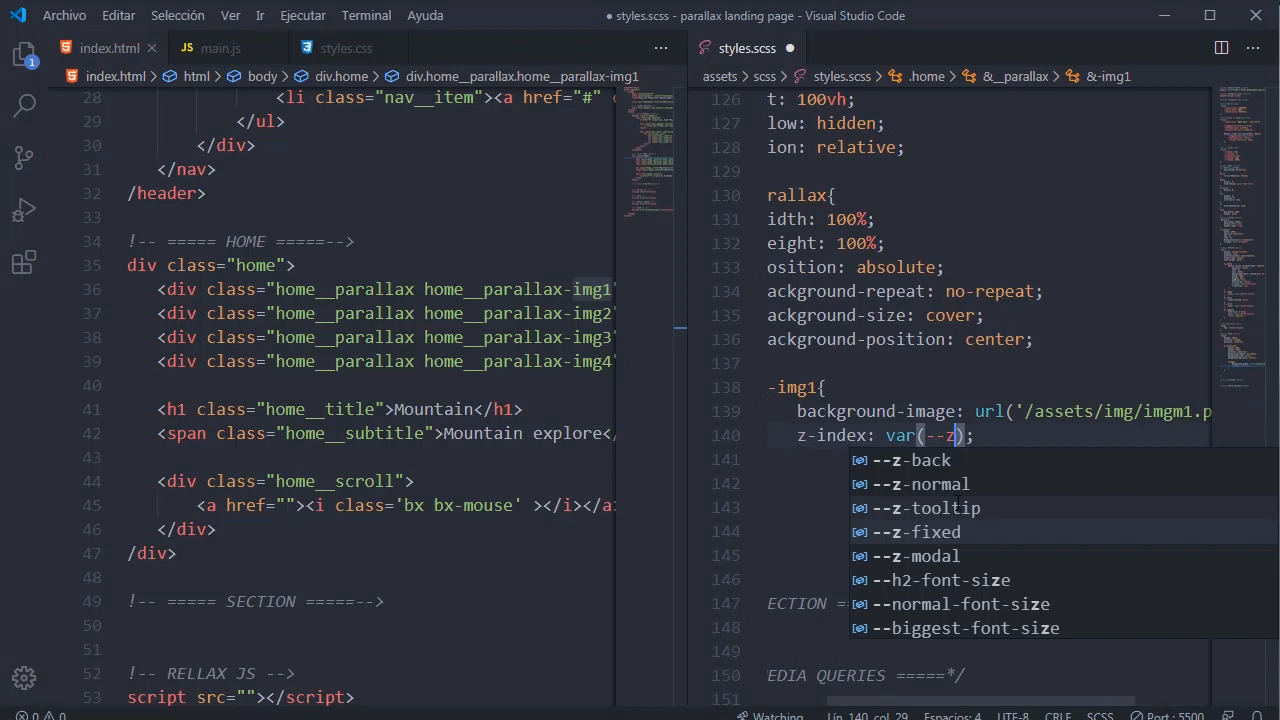 Archivo Editar Selección Ver Ir Ejecutar Terminal Ayuda ● styles.scss - parallax landing page - Visual Studio Code
index.html JS main.js styles.css ... styles.scss ● ...
index.html > html > body > div.home > div.home__parallax.home__parallax-img1
28 <li class="nav__item"><a href="#"
29 </ul>
30 </div>
31 </nav>
32 /header>
33
34 !-- ===== HOME =====-->
35 div class="home">
36 <div class="home__parallax home__parallax-img1"
37 <div class="home__parallax home__parallax-img2
38 <div class="home__parallax home__parallax-img3
39 <div class="home__parallax home__parallax-img4
40
41 <h1 class="home__title">Mountain</h1>
42 <span class="home__subtitle">Mountain explore</
43
44 <div class="home__scroll">
45 <a href=""><i class='bx bx-mouse' ></i></a>
46 </div>
47 /div>
48
49 !-- ===== SECTION =====-->
50
51
52 !-- RELLAX JS -->
53 script src=""></script>
assets > scss > styles.scss > .home > &__parallax > &-img1
126 t: 100vh;
127 low: hidden;
128 ion: relative;
129
130 rallax{
131 idth: 100%;
132 eight: 100%;
133 osition: absolute;
134 ackground-repeat: no-repeat;
135 ackground-size: cover;
136 ackground-position: center;
137
138 -img1{
139 background-image: url('/assets/img/imgm1.p
140 z-index: var(--z);
141
142
143
144
145
146
147 ECTION =
148
149
150 EDIA QUERIES =====*/
151
--z-back
--z-normal
--z-tooltip
--z-fixed
--z-modal
--h2-font-size
--normal-font-size
--biggest-font-size
1
0 0 Watching Lín. 140, col. 29 Espacios: 4 UTF-8 CRLF SCSS Port : 5500